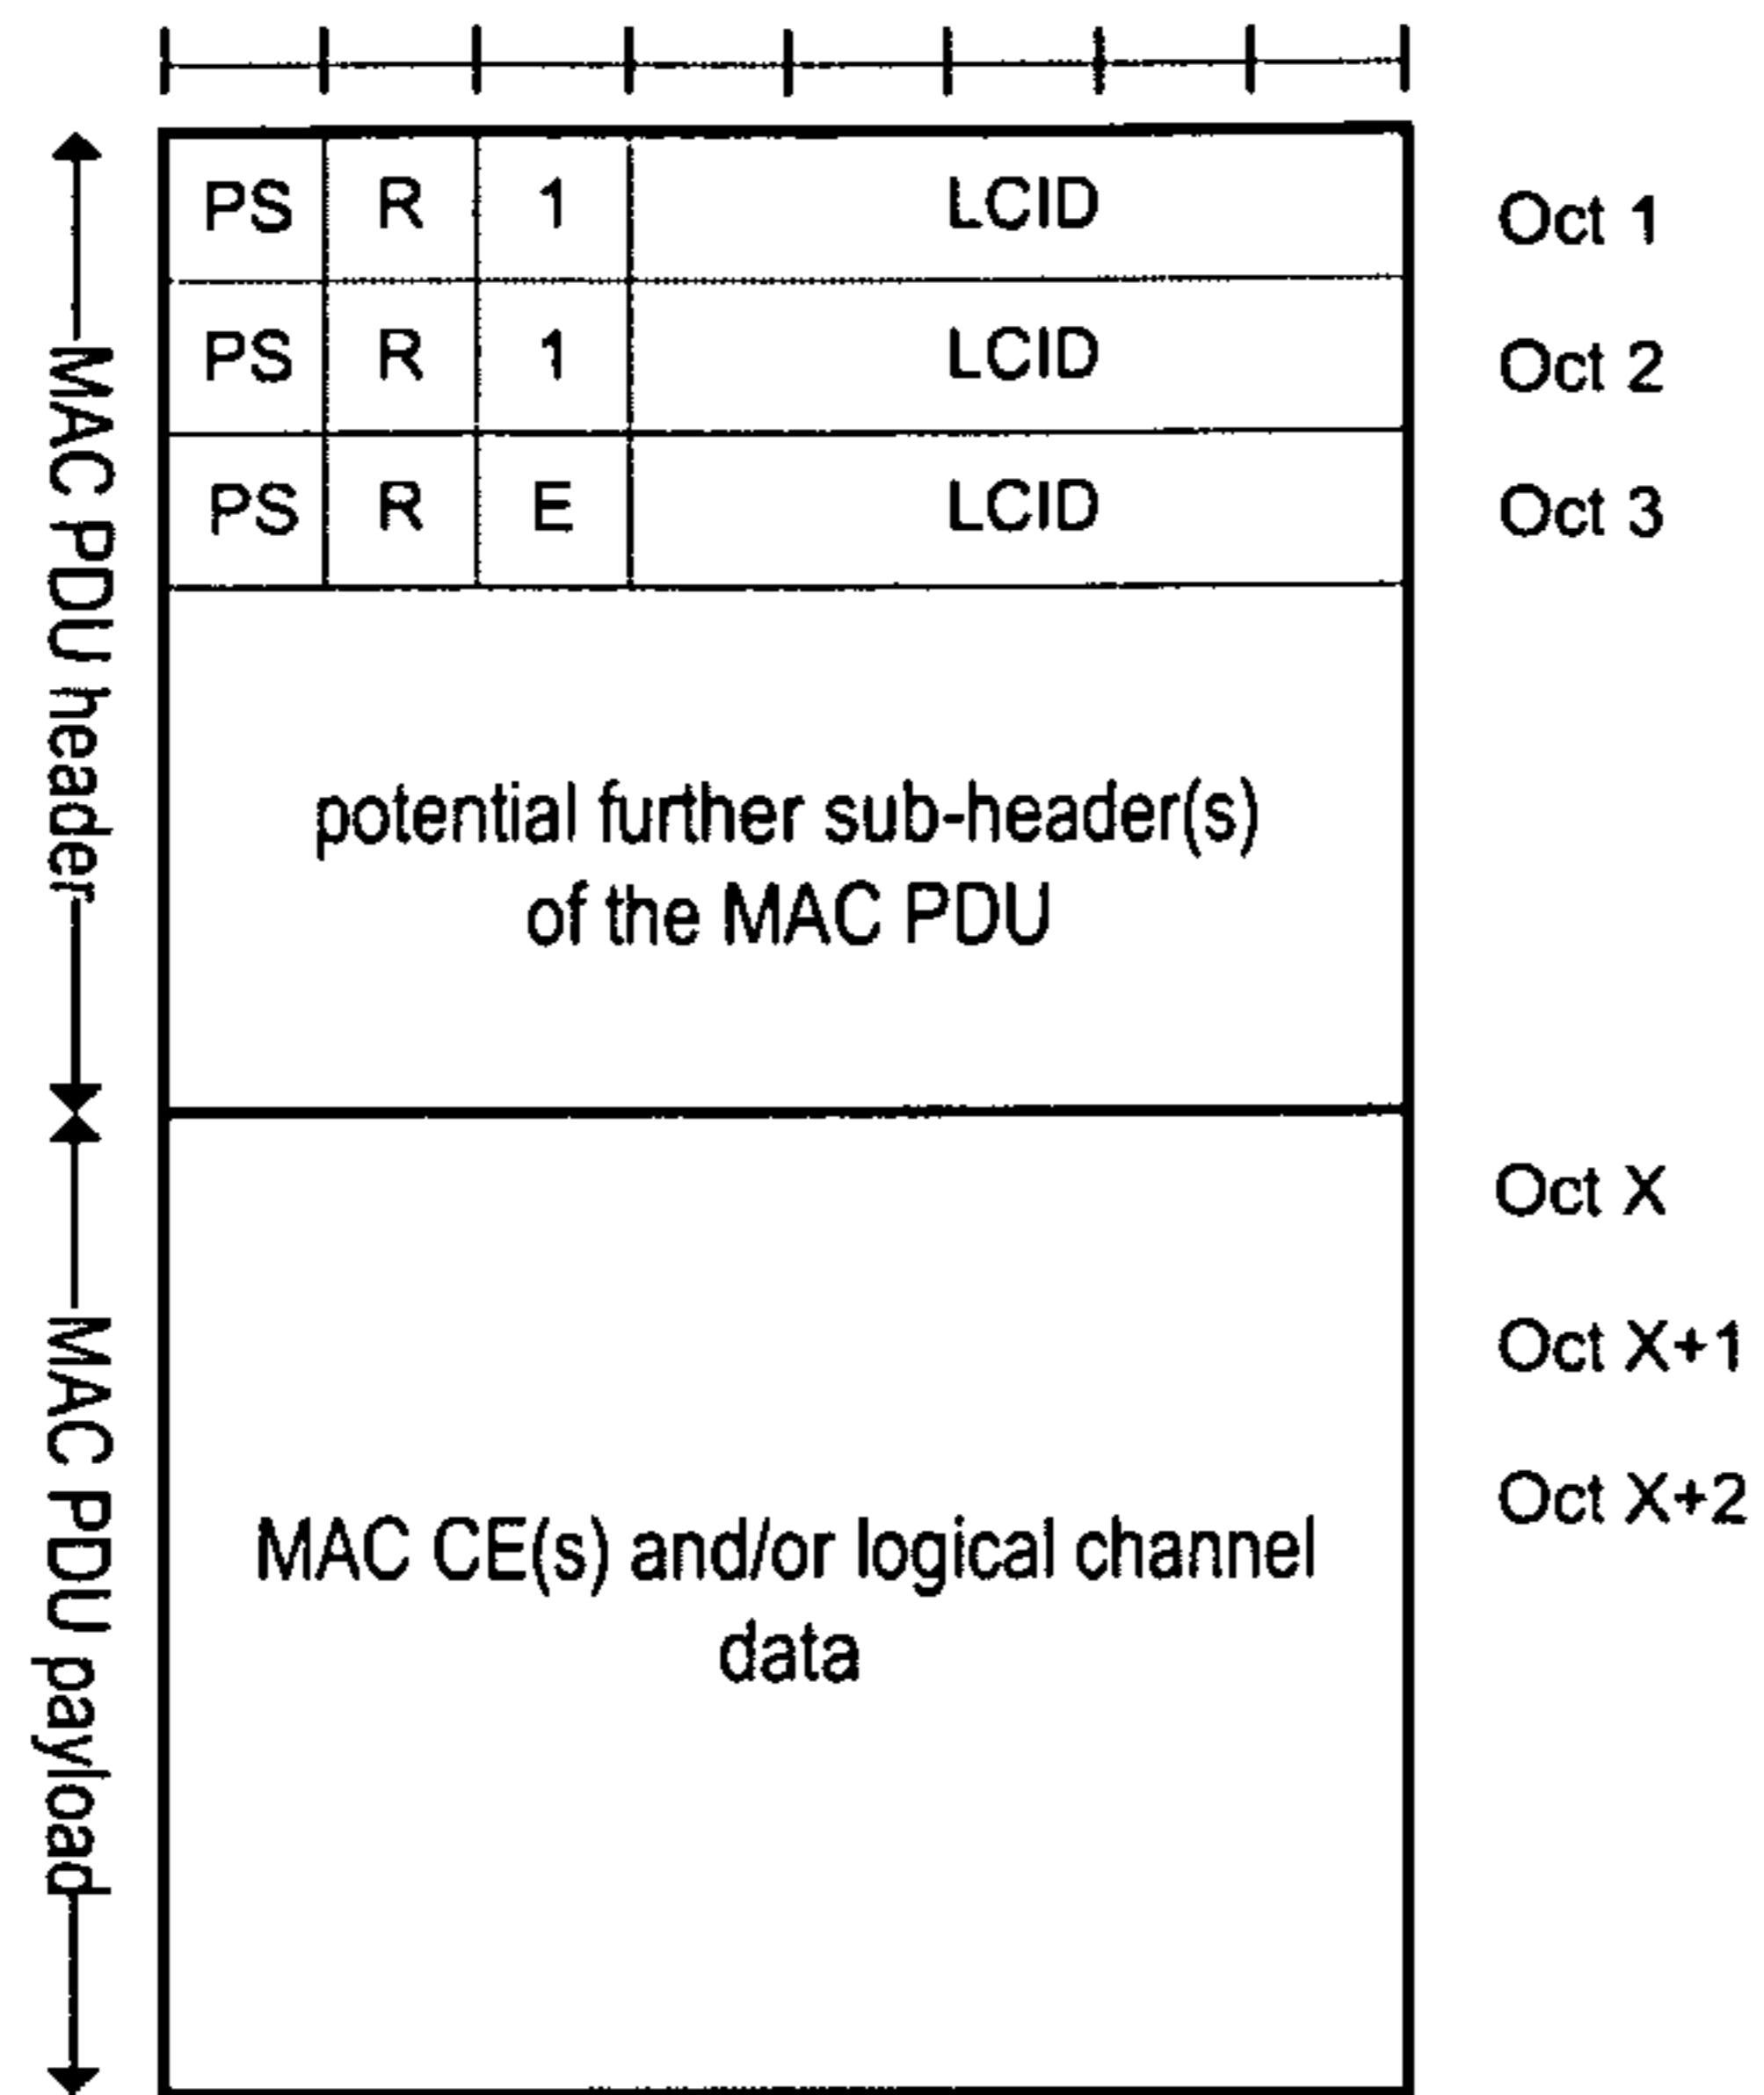 PS R 1 LCID Oct 1
PS R 1 LCID Oct 2
PS R E LCID Oct 3
MAC PDU header
potential further sub-header(s)
of the MAC PDU
Oct X
Oct X+1
Oct X+2
MAC PDU payload
MAC CE(s) and/or logical channel
data